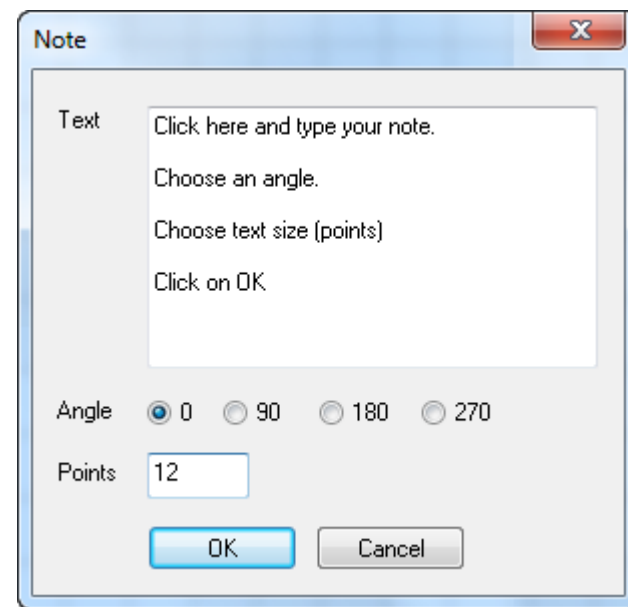 Note
Text
Click here and type your note.
Choose an angle.
Choose text size (points)
Click on OK
Angle 0 90 180 270
Points 12
OK Cancel